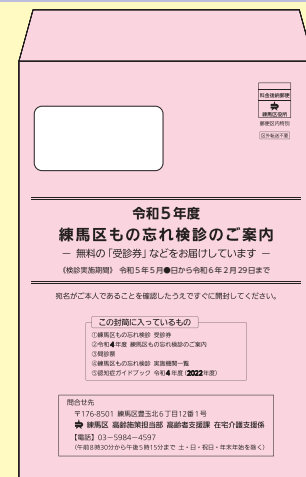 料金後納郵便
練馬区役所
郵便区内特別
区外転送不要
令和5年度
練馬区もの忘れ検診のご案内
― 無料の「受診券」などをお届けしています ―
《検診実施期間》 令和5年5月●日から令和6年2月29日まで
宛名がご本人であることを確認したうえですぐに開封してください。
この封筒に入っているもの
①練馬区もの忘れ検診 受診券
②令和4年度 練馬区もの忘れ検診のご案内
③問診票
④練馬区もの忘れ検診 実施機関一覧
⑤認知症ガイドブック 令和4年度(2022年度)
問合せ先
〒176-8501 練馬区豊玉北6丁目12番1号
練馬区 高齢施策担当部 高齢者支援課 在宅介護支援係
【電話】03-5984-4597
(午前8時30分から午後5時15分まで 土・日・祝日・年末年始を除く)